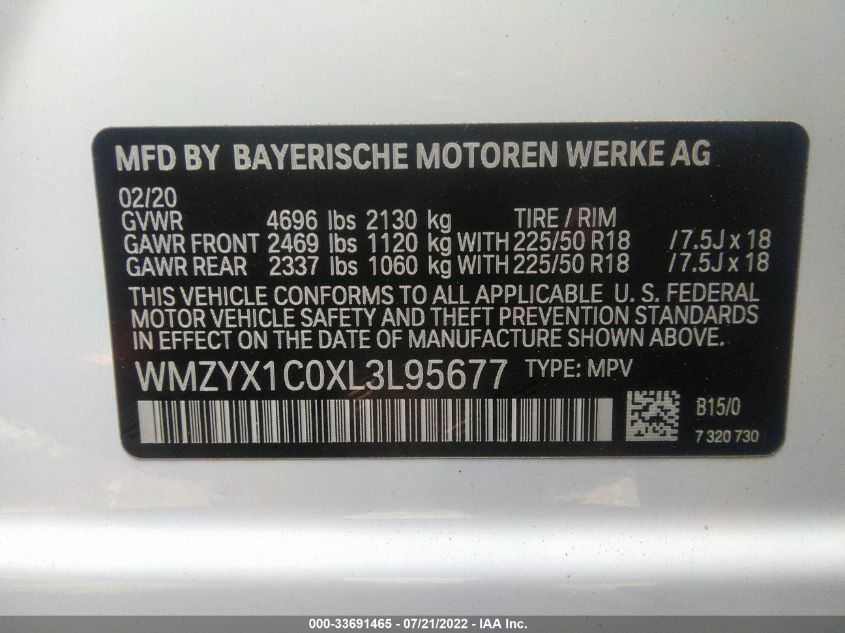 MFD BY BAYERISCHE MOTOREN WERKE AG
02/20
GVWR 4696 lbs 2130 kg TIRE / RIM
GAWR FRONT 2469 lbs 1120 kg WITH 225/50 R18 / 7.5J x 18
GAWR REAR 2337 lbs 1060 kg WITH 225/50 R18 / 7.5J x 18
THIS VEHICLE CONFORMS TO ALL APPLICABLE U. S. FEDERAL
MOTOR VEHICLE SAFETY AND THEFT PREVENTION STANDARDS
IN EFFECT ON THE DATE OF MANUFACTURE SHOWN ABOVE.
WMZYX1C0XL3L95677 TYPE: MPV
B15/0
7 320 730
000-33691465 - 07/21/2022 - Copyright © IAA, Inc.